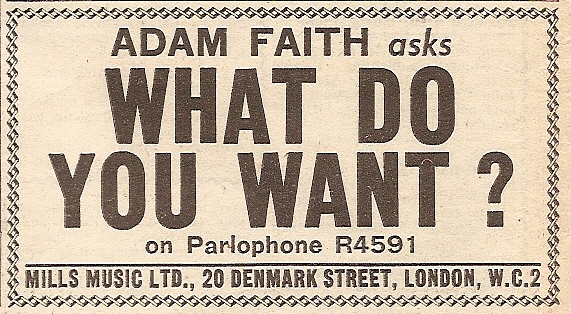 ADAM FAITH asks
WHAT DO
YOU WANT ?
on Parlophone R4591
MILLS MUSIC LTD., 20 DENMARK STREET, LONDON, W.C.2